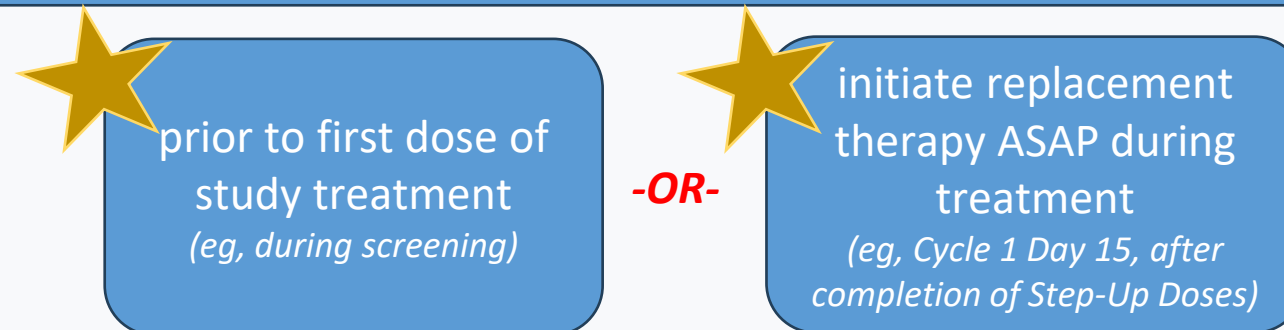 prior to first dose of
study treatment
(eg, during screening)
-OR-
initiate replacement
therapy ASAP during
treatment
(eg, Cycle 1 Day 15, after
completion of Step-Up Doses)